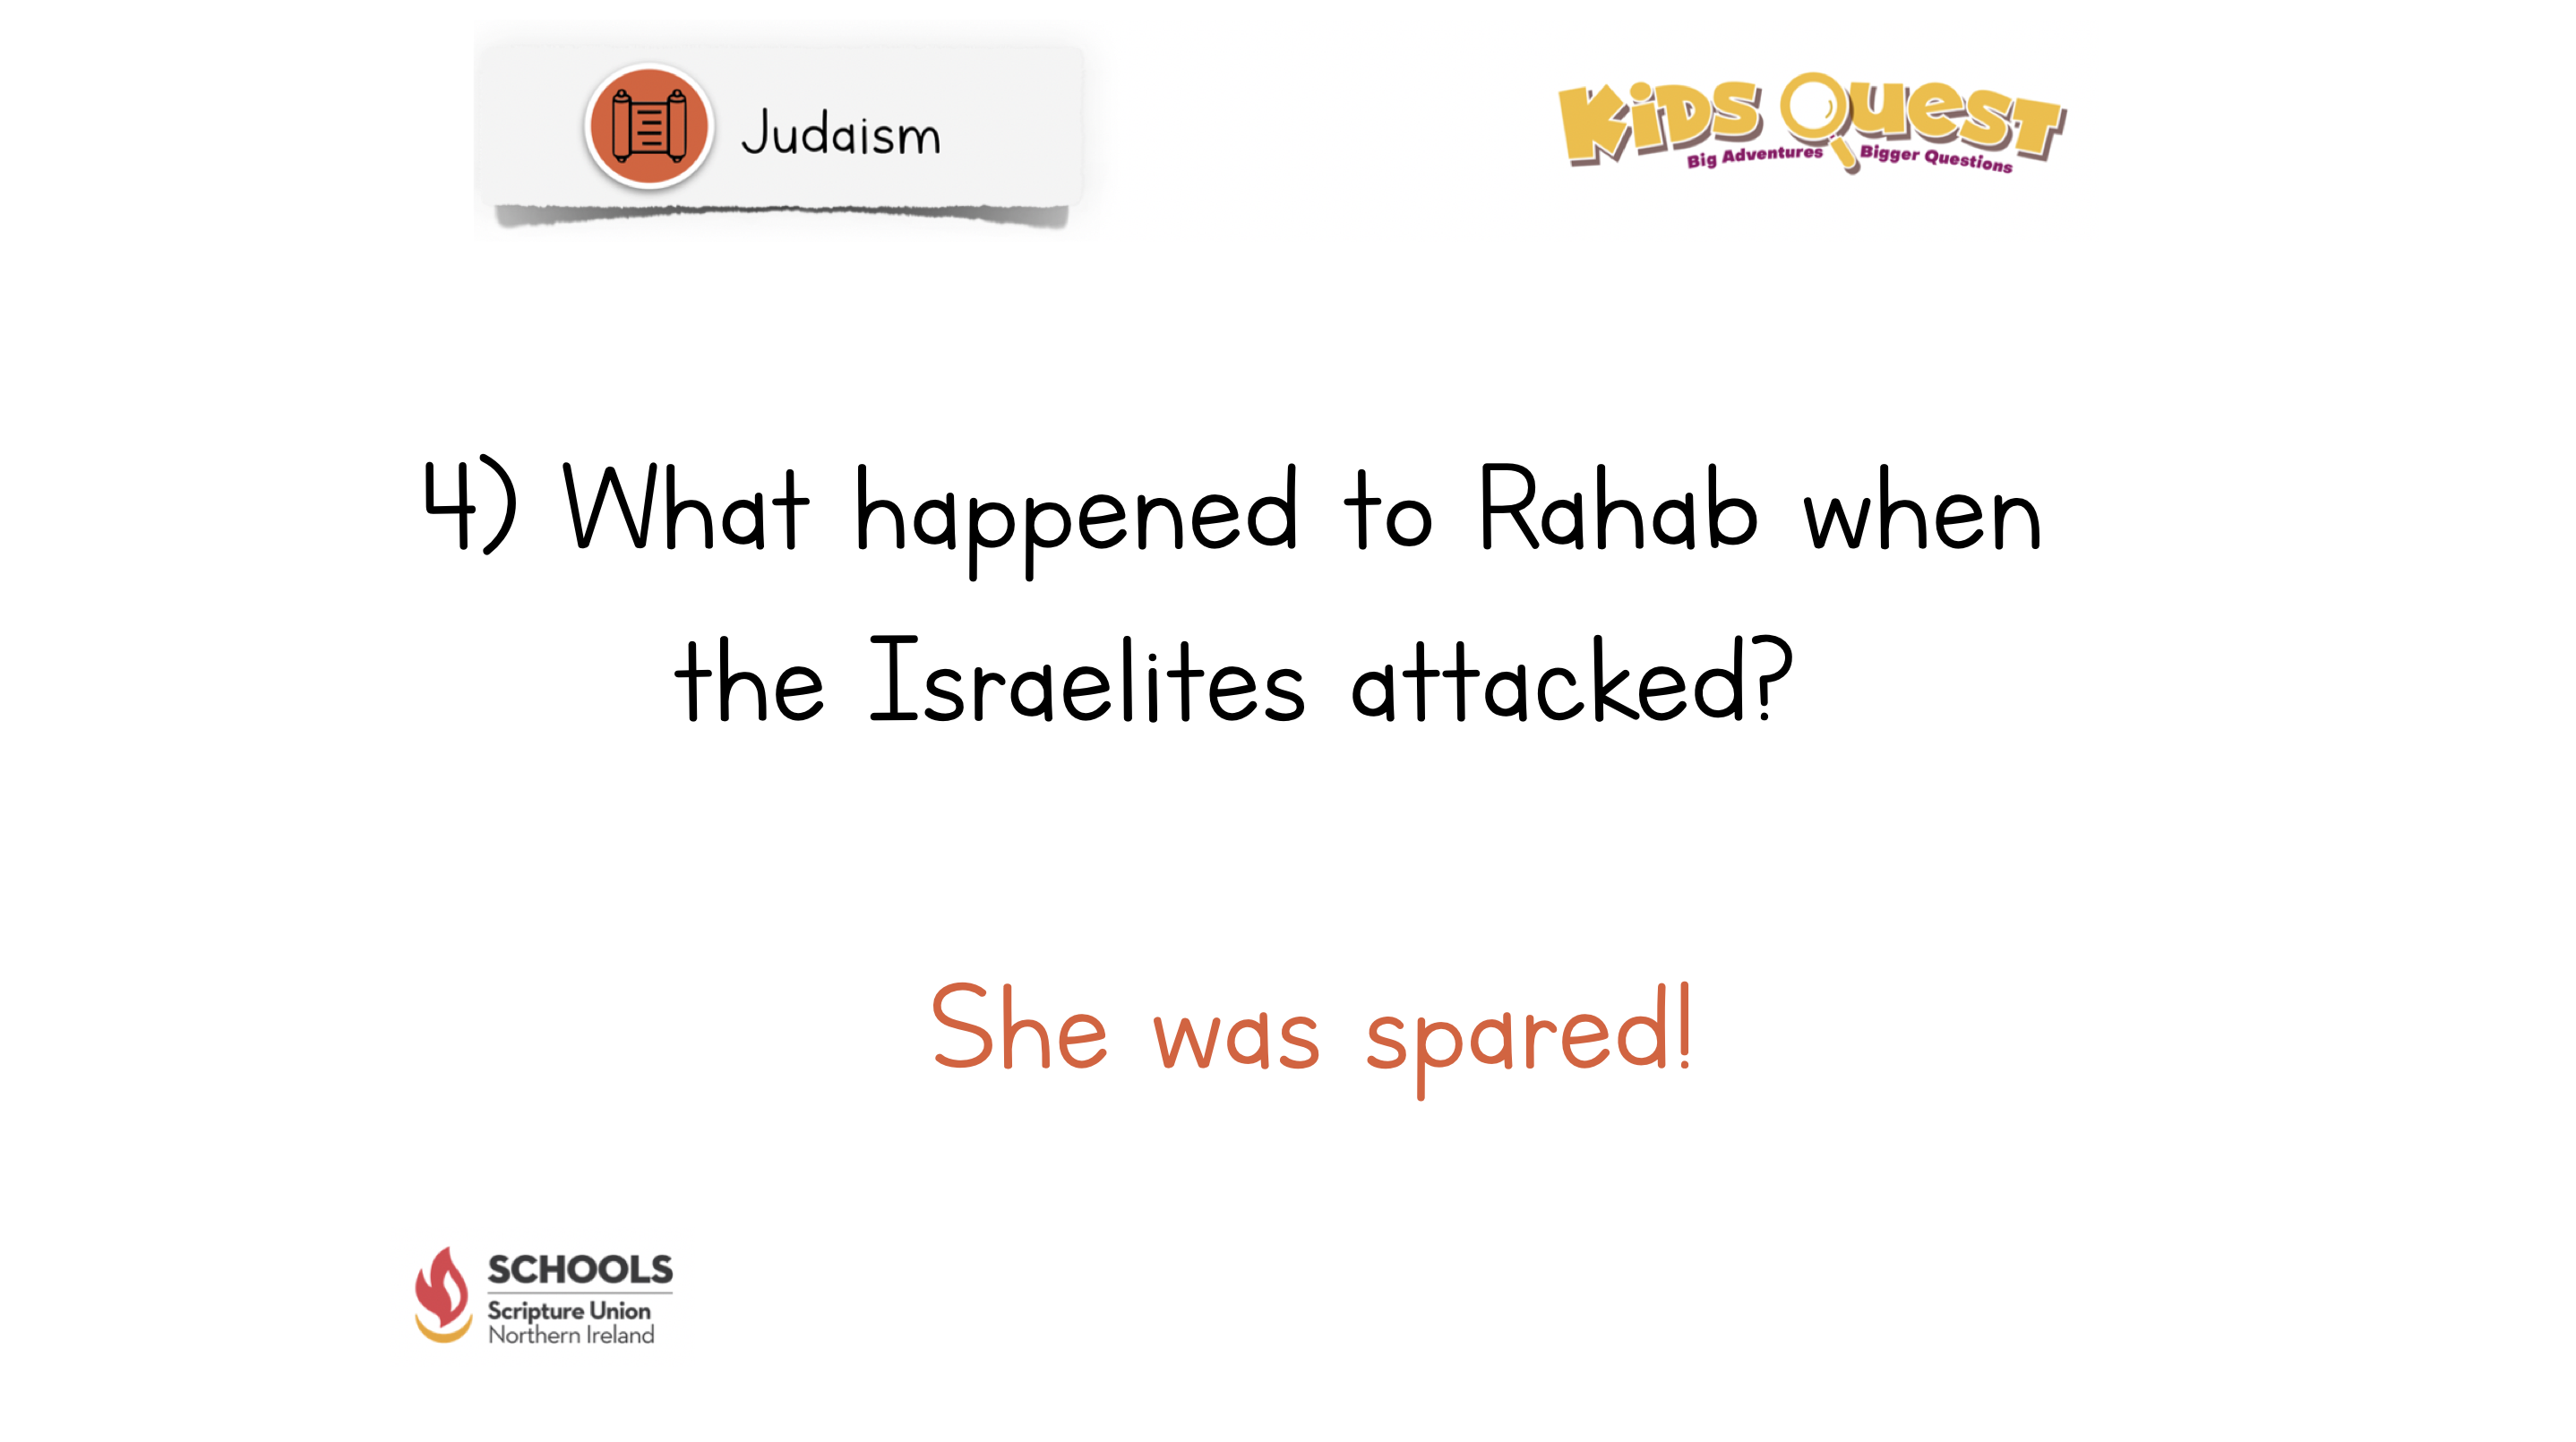 Judaism
KiDS QUEST
Big Adventures Bigger Questions
4) What happened to Rahab when
the Israelites attacked?
She was spared!
SCHOOLS
Scripture Union
Northern Ireland